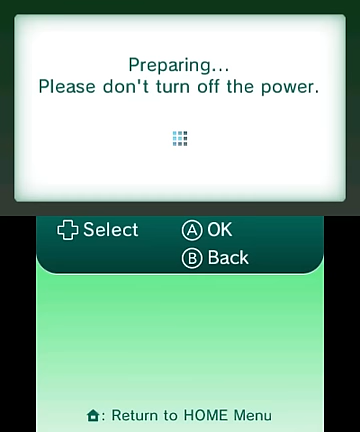 Preparing...
Please don't turn off the power.
Select
Ⓐ OK
Ⓑ Back
: Return to HOME Menu